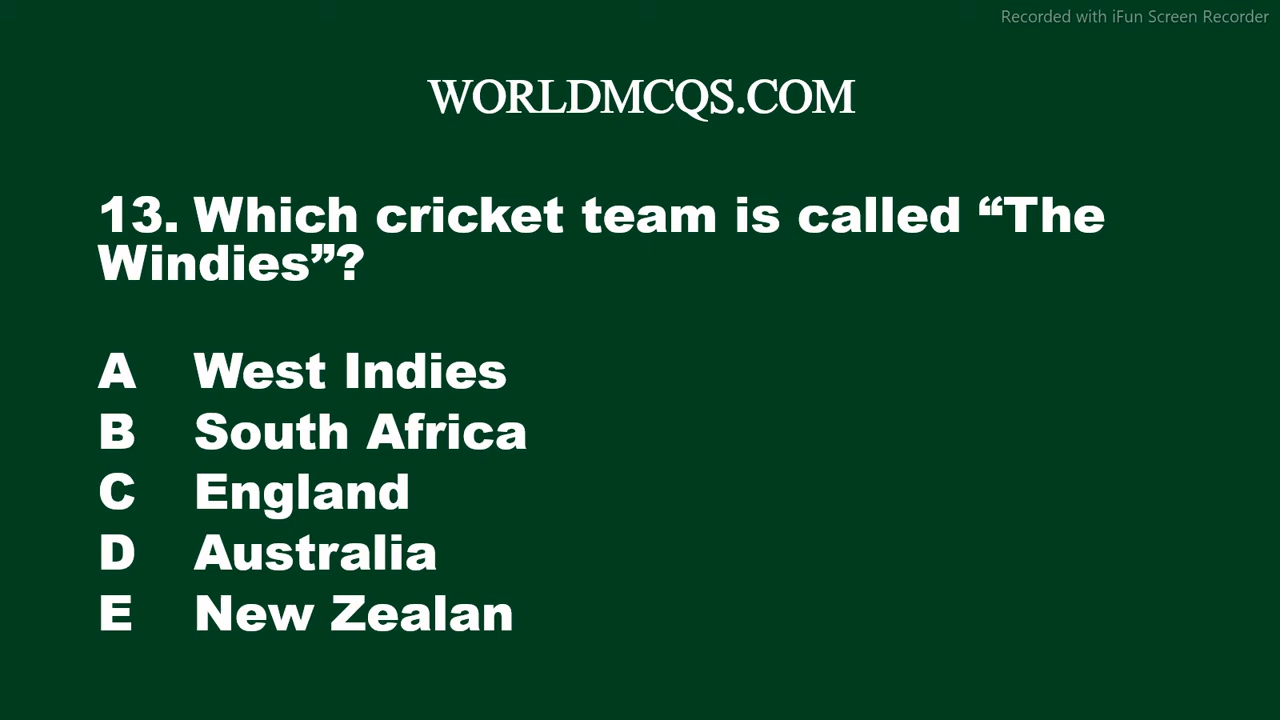 Recorded with iFun Screen Recorder
WORLDMCQS.COM
13. Which cricket team is called “The
Windies”?
A West Indies
B South Africa
C England
D Australia
E New Zealan